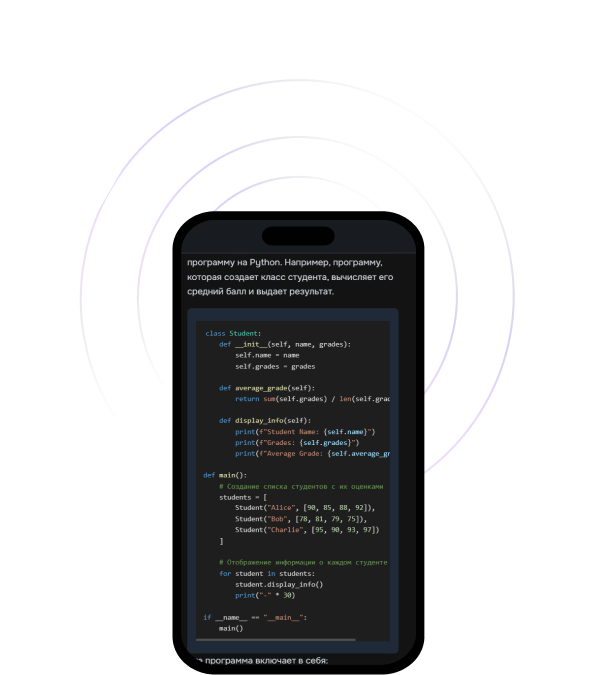 программу на Python. Например, программу,
которая создает класс студента, вычисляет его
средний балл и выдает результат.
class Student:
    def __init__(self, name, grades):
        self.name = name
        self.grades = grades
    def average_grade(self):
        return sum(self.grades) / len(self.grad
    def display_info(self):
        print(f"Student Name: {self.name}")
        print(f"Grades: {self.grades}")
        print(f"Average Grade: {self.average_gr
def main():
    # Создание списка студентов с их оценками
    students = [
        Student("Alice", [90, 85, 88, 92]),
        Student("Bob", [78, 81, 79, 75]),
        Student("Charlie", [95, 90, 93, 97])
    ]
    # Отображение информации о каждом студенте
    for student in students:
        student.display_info()
        print("-" * 30)
if __name__ == "__main__":
    main()
программа включает в себя: